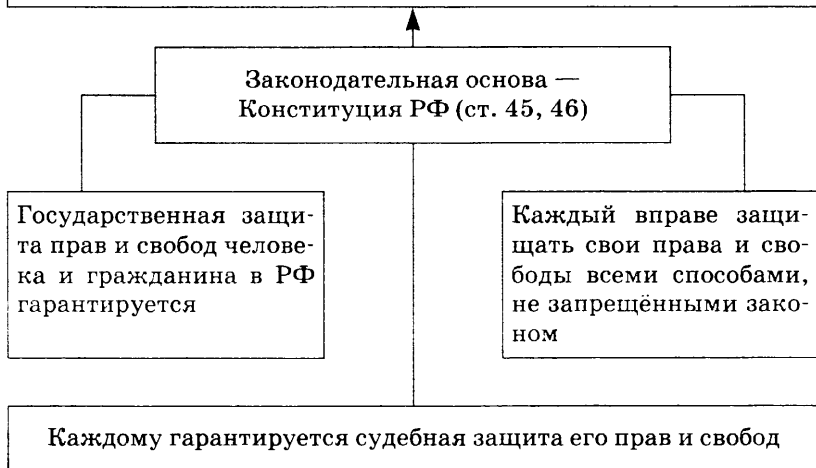 Законодательная основа —
Конституция РФ (ст. 45, 46)
Государственная защи-
та прав и свобод челове-
ка и гражданина в РФ
гарантируется
Каждый вправе защи-
щать свои права и сво-
боды всеми способами,
не запрещёнными зако-
ном
Каждому гарантируется судебная защита его прав и свобод